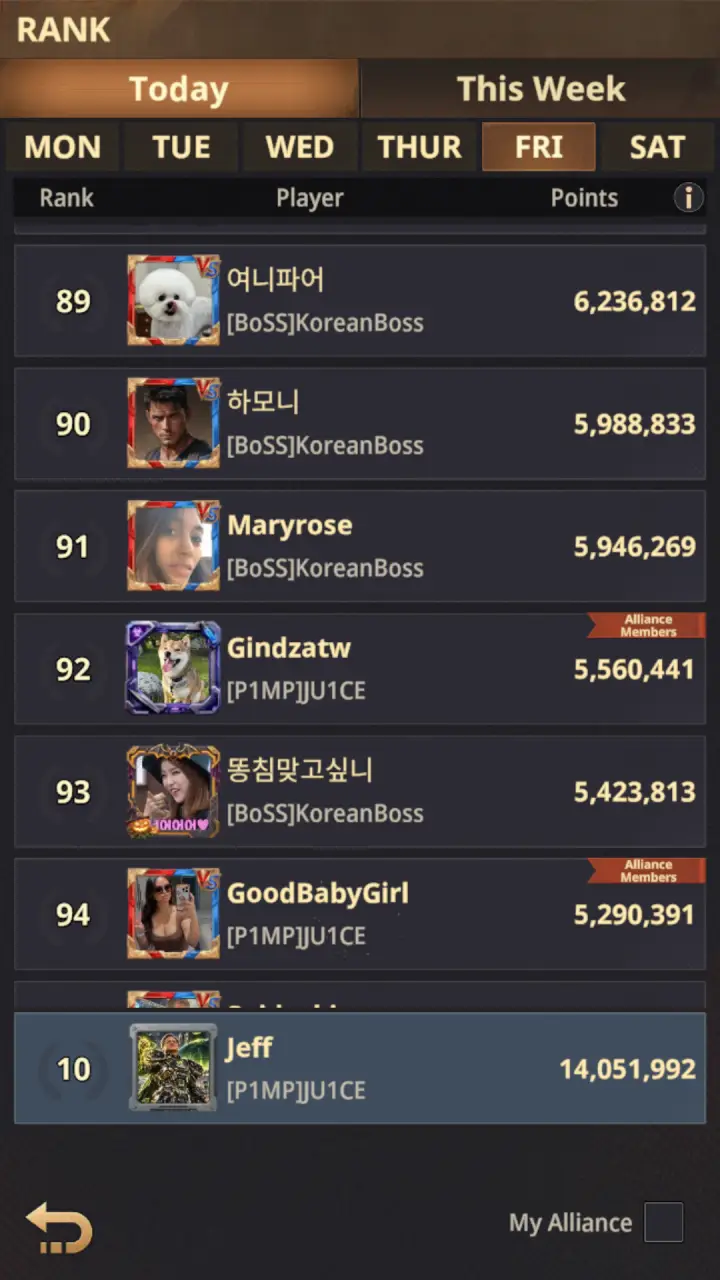 RANK
Today
This Week
MON
TUE
WED
THUR
FRI
SAT
Rank
Player
Points
89
여니파어
[BoSS]KoreanBoss
6,236,812
90
하모니
[BoSS]KoreanBoss
5,988,833
91
Maryrose
[BoSS]KoreanBoss
5,946,269
92
Gindzatw
[P1MP]JU1CE
Alliance
Members
5,560,441
93
똥침맞고싶니
[BoSS]KoreanBoss
5,423,813
94
GoodBabyGirl
[P1MP]JU1CE
Alliance
Members
5,290,391
10
Jeff
[P1MP]JU1CE
14,051,992
My Alliance